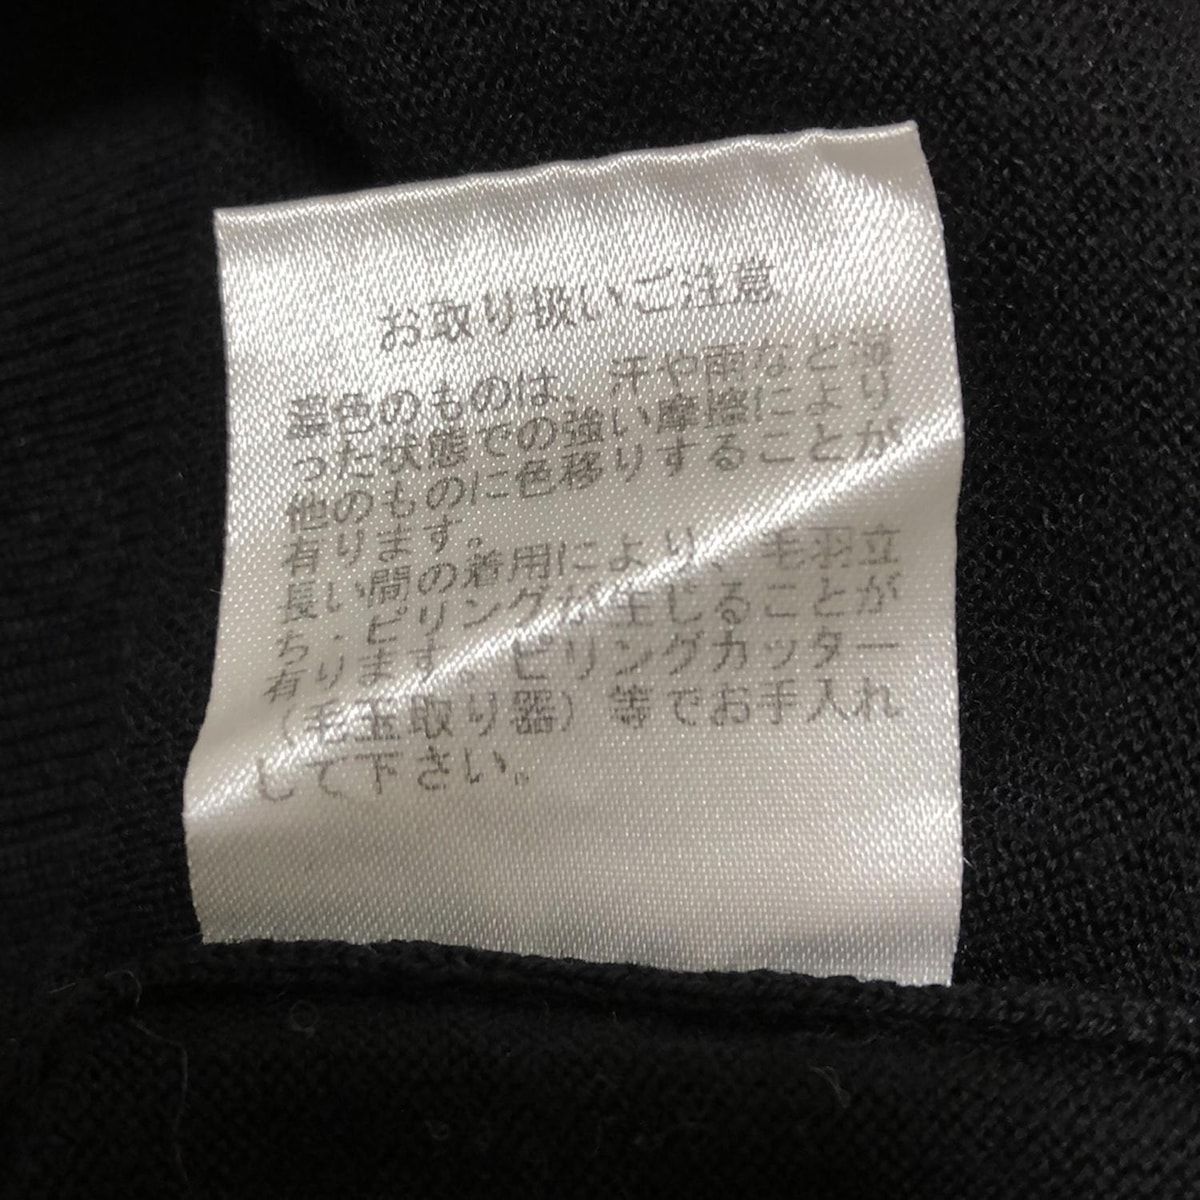 お取り扱いご注意
濃色のものは、汗や雨など湿
った状態での強い摩擦により
他のものに色移りすることが
有ります。
長い間の着用により、毛羽立
ち、ピリングが生じることが
有ります。ピリングカッター
（毛玉取り器）等でお手入れ
して下さい。